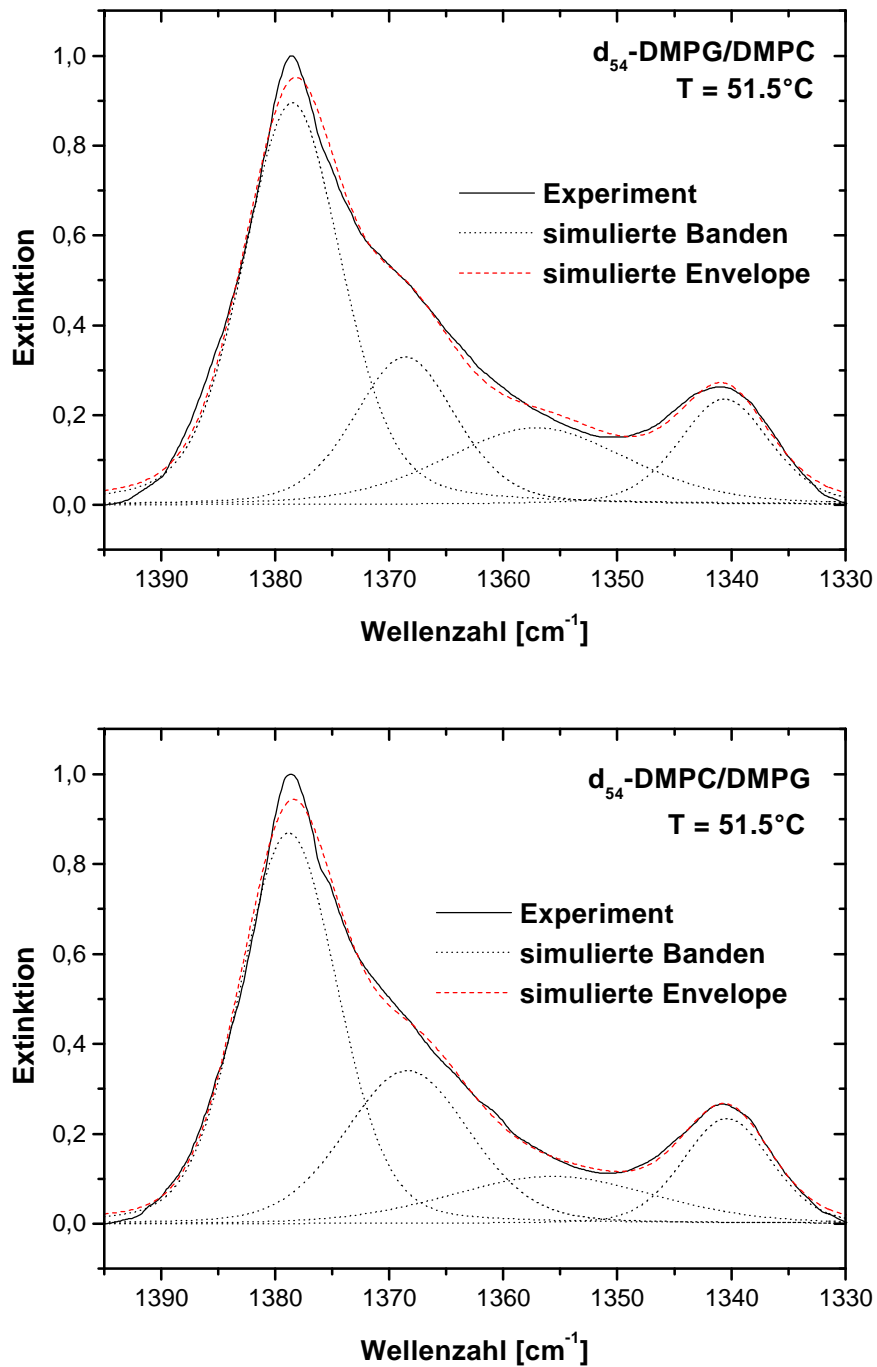 d54-DMPG/DMPC
T = 51.5°C
1,0
0,8
0,6
0,4
0,2
0,0
Extinktion
Experiment
simulierte Banden
simulierte Envelope
1390 1380 1370 1360 1350 1340 1330
Wellenzahl [cm-1]
d54-DMPC/DMPG
T = 51.5°C
1,0
0,8
0,6
0,4
0,2
0,0
Extinktion
Experiment
simulierte Banden
simulierte Envelope
1390 1380 1370 1360 1350 1340 1330
Wellenzahl [cm-1]